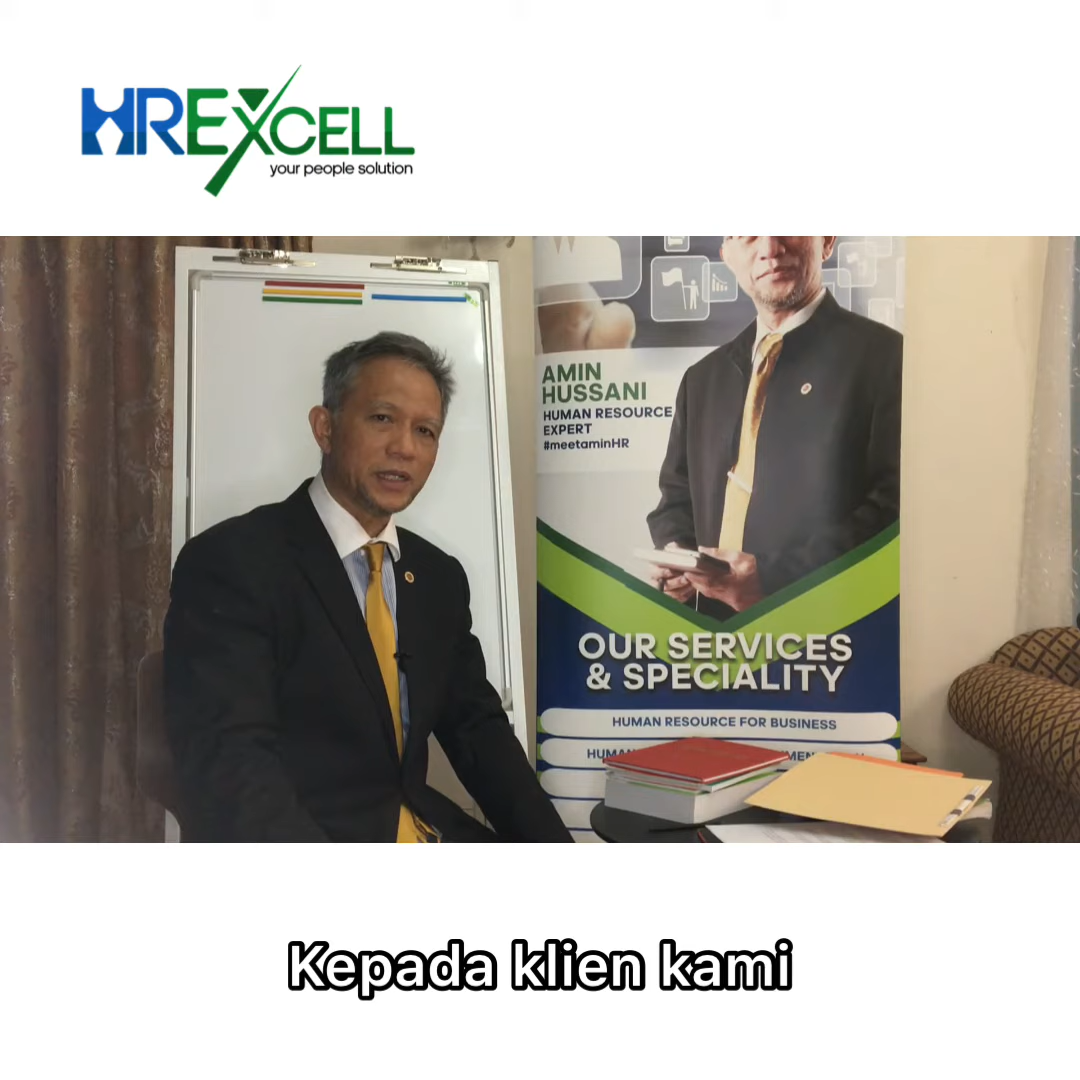 HREXCELL
your people solution
AMIN
HUSSANI
HUMAN RESOURCE
EXPERT
#meetaminHR
OUR SERVICES
& SPECIALITY
HUMAN RESOURCE FOR BUSINESS
Kepada klien kami